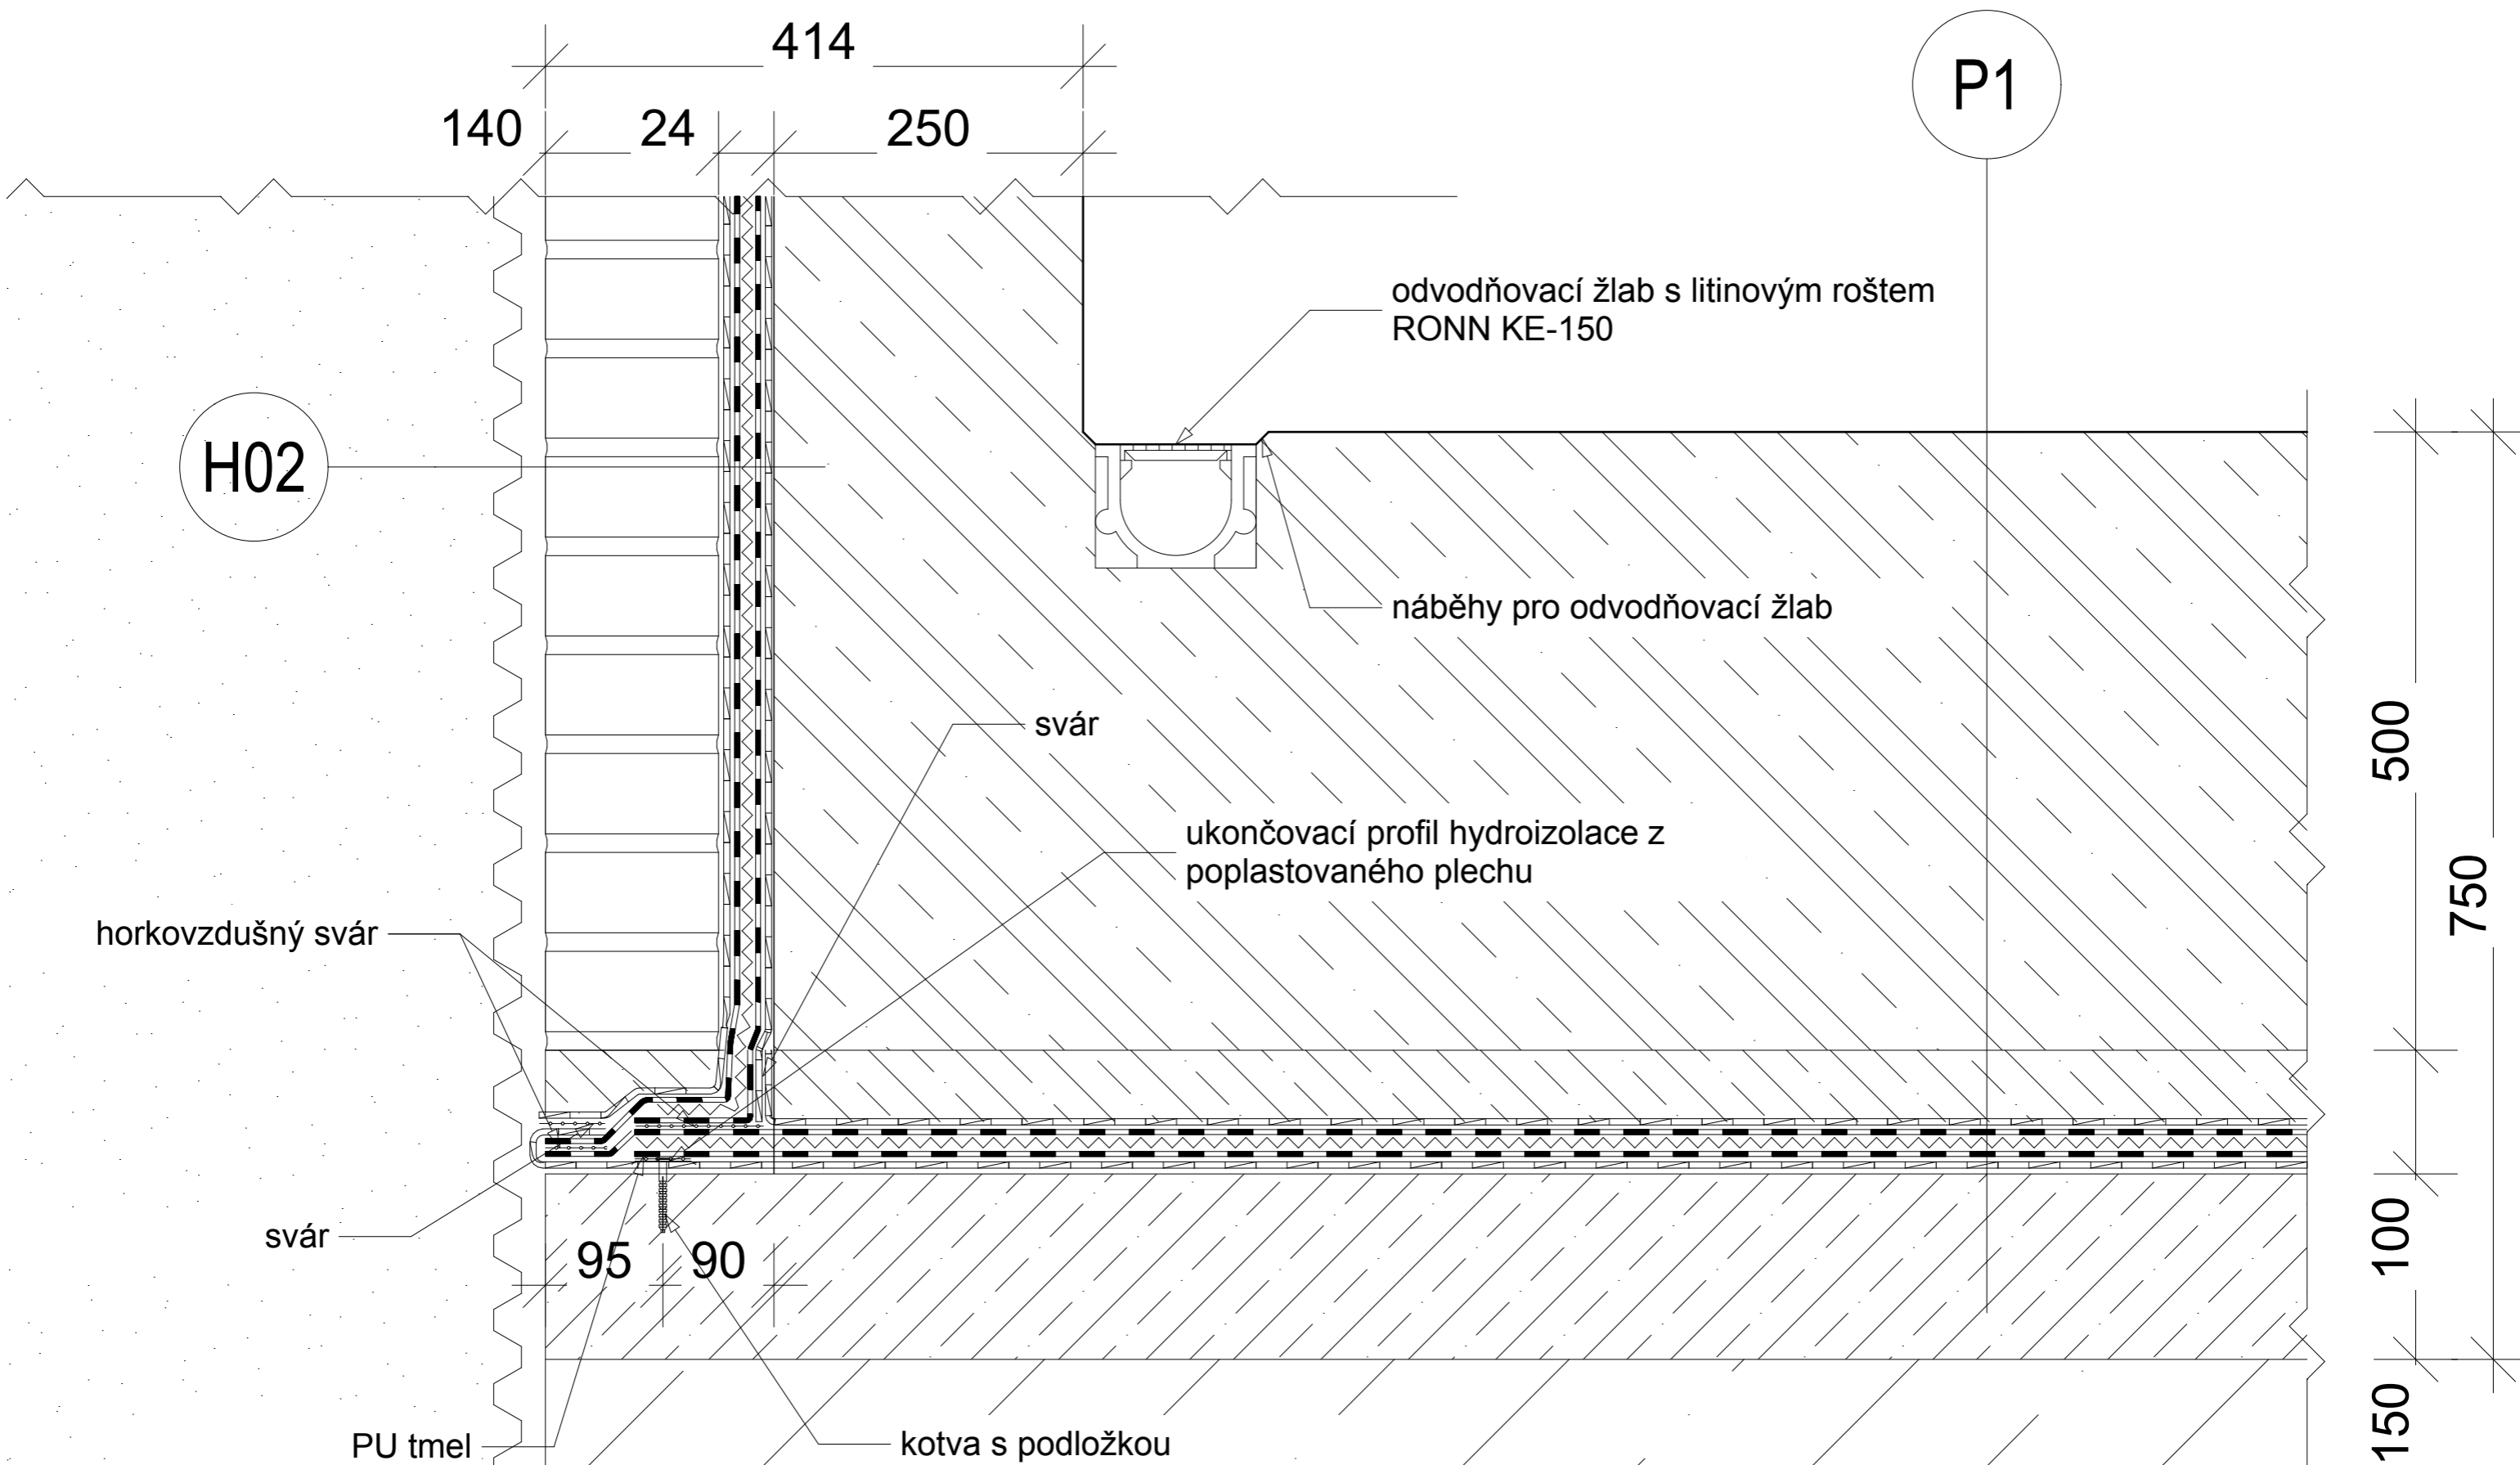 414
P1
140
24
250
odvodňovací žlab s litinovým roštem
RONN KE-150
H02
náběhy pro odvodňovací žlab
svár
500
ukončovací profil hydroizolace z
poplastovaného plechu
750
horkovzdušný svár
svár
95
90
100
PU tmel
kotva s podložkou
150